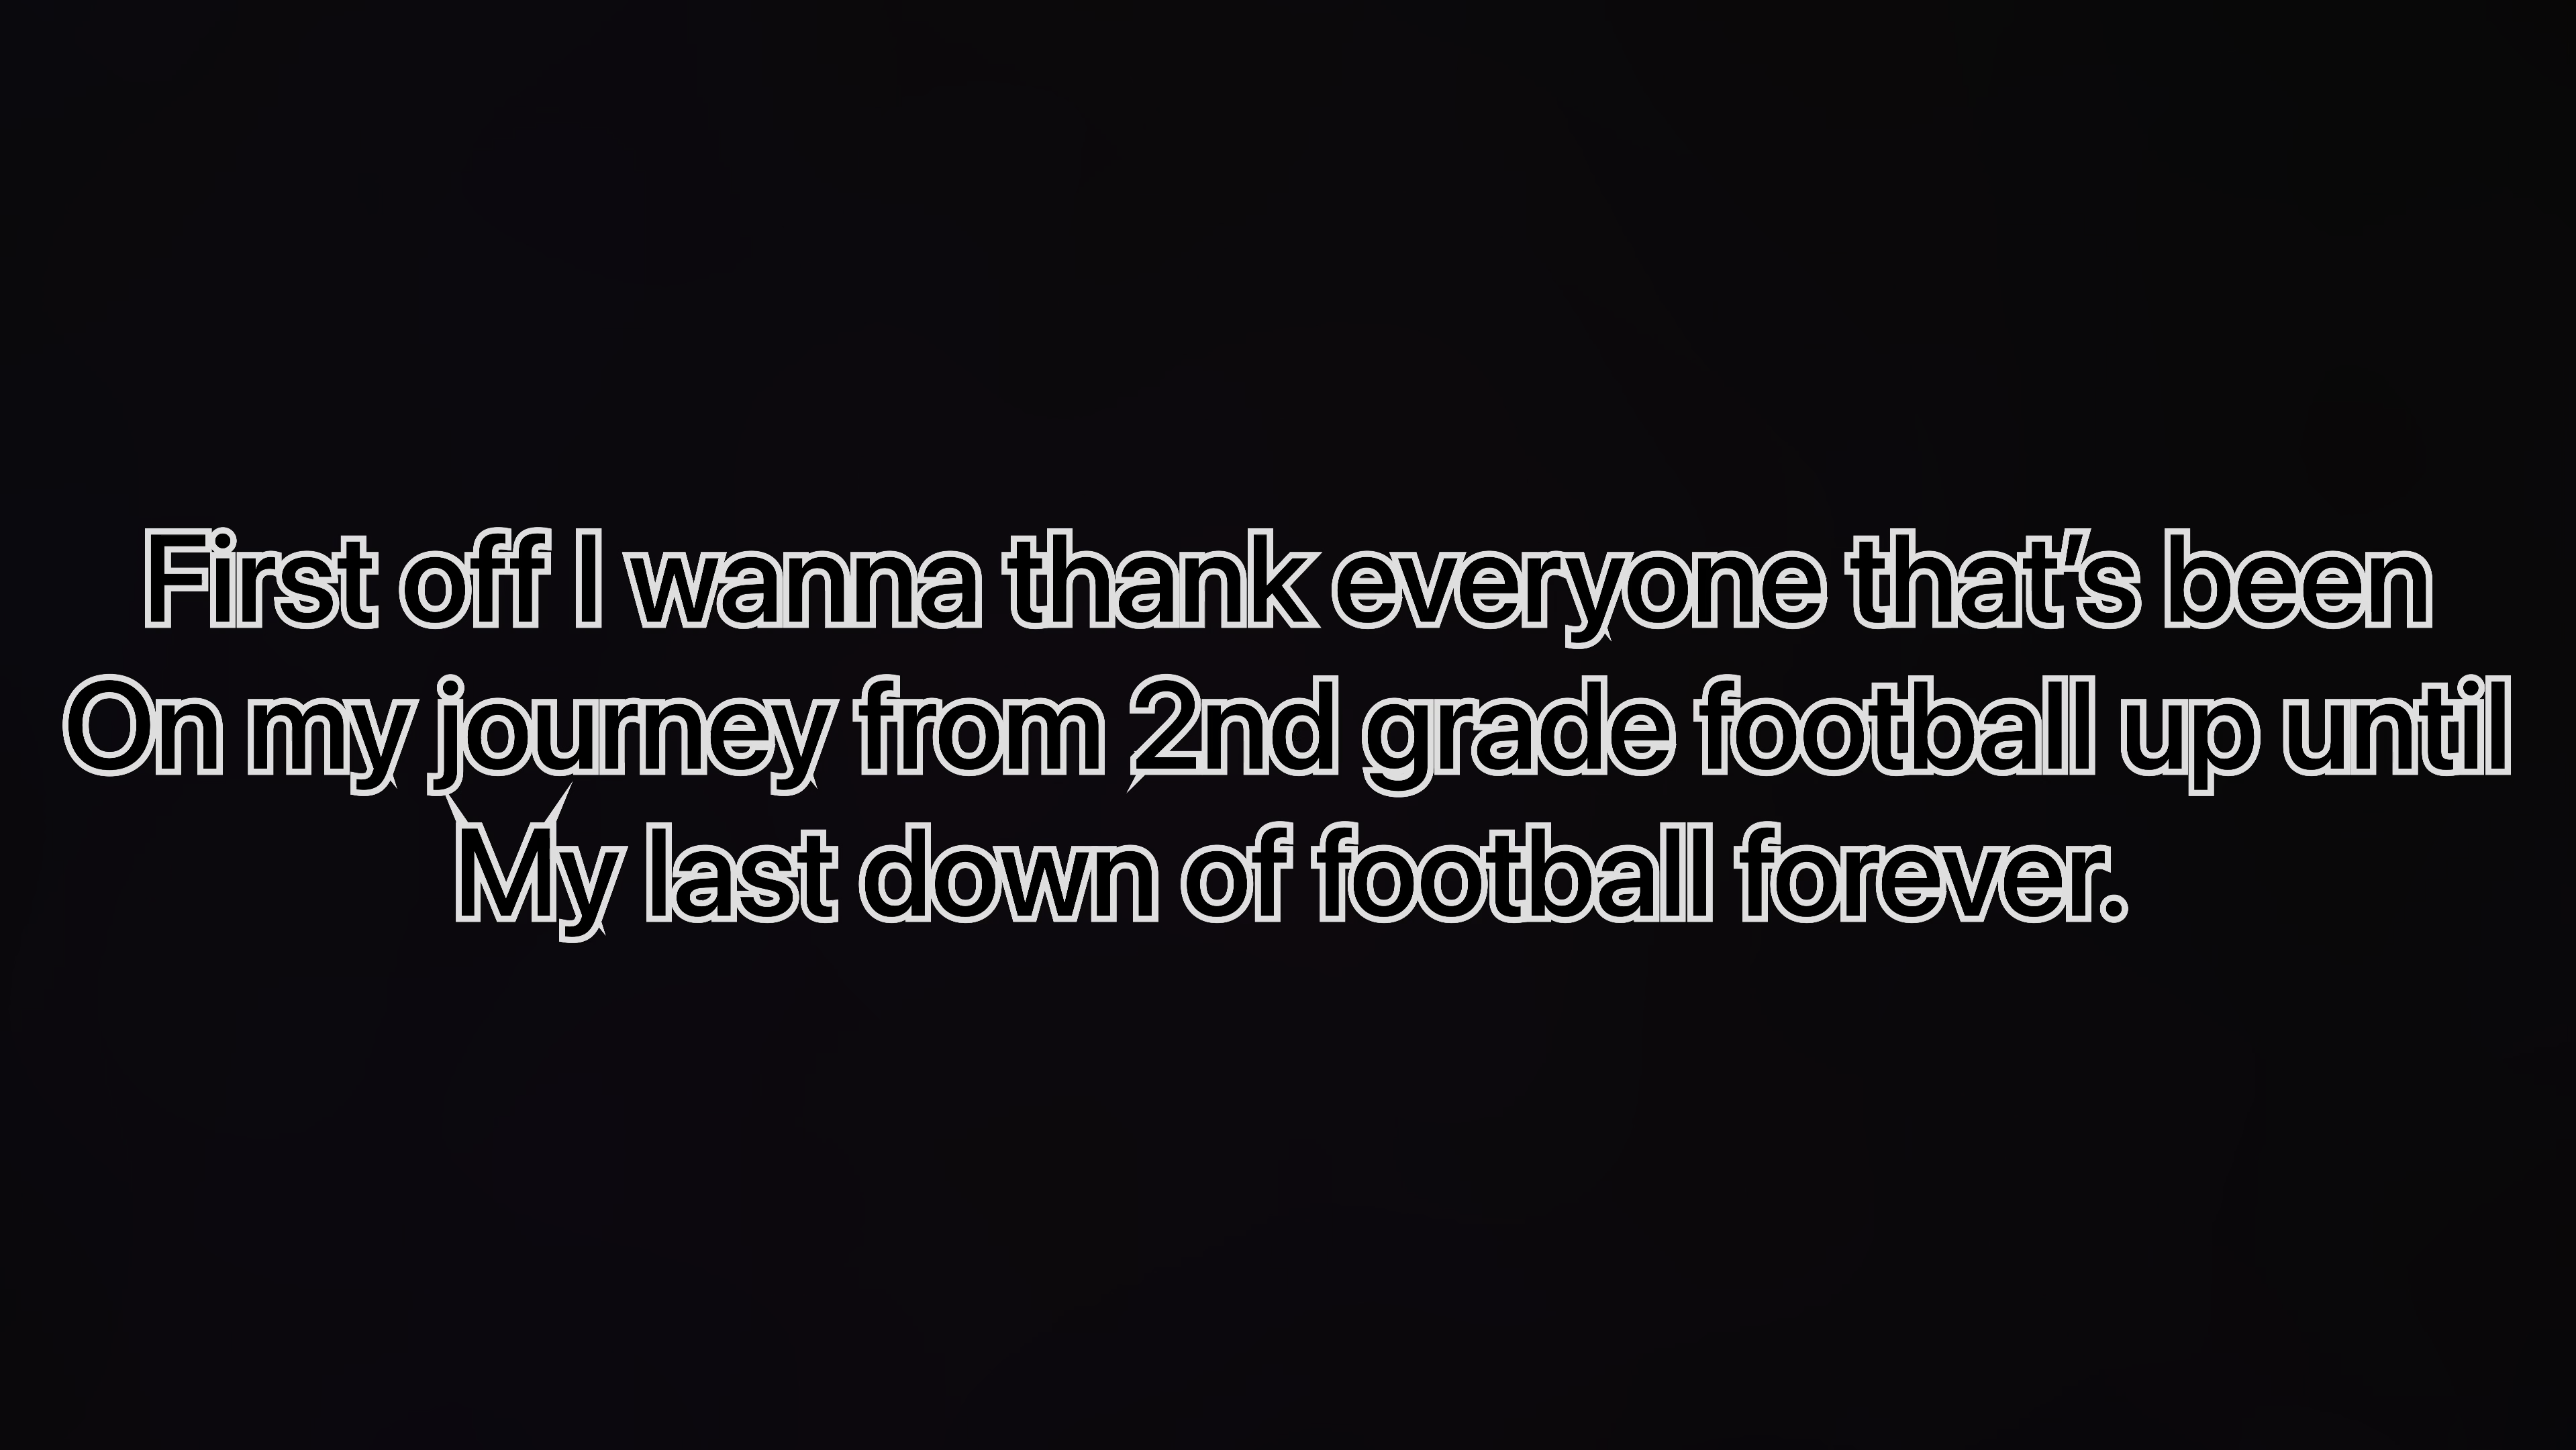 First off I wanna thank everyone that's been
On my journey from 2nd grade football up until
My last down of football forever.